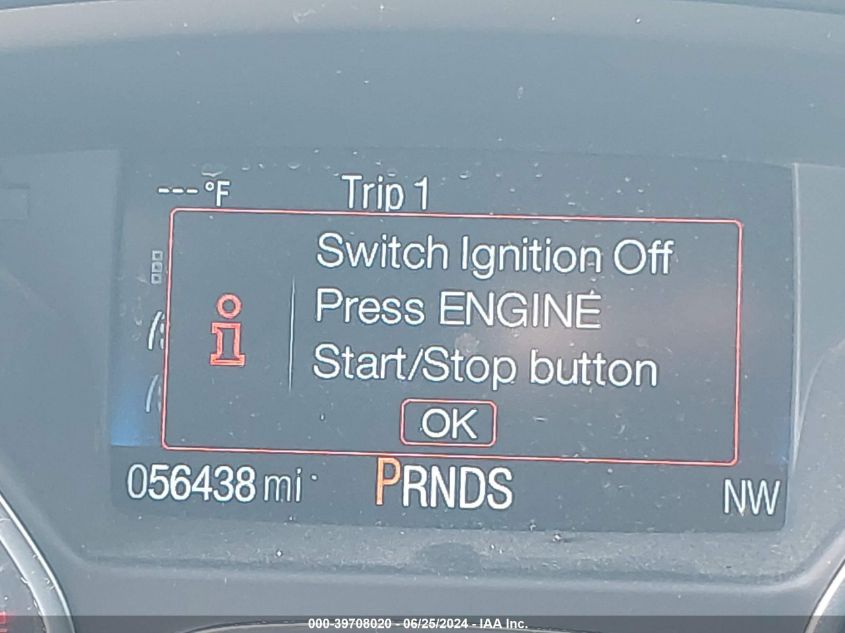 ---°F Trip 1
Switch Ignition Off
Press ENGINE
Start/Stop button
OK
056438 mi PRNDS NW
000-39708020 - 06/25/2024 - IAA Inc.